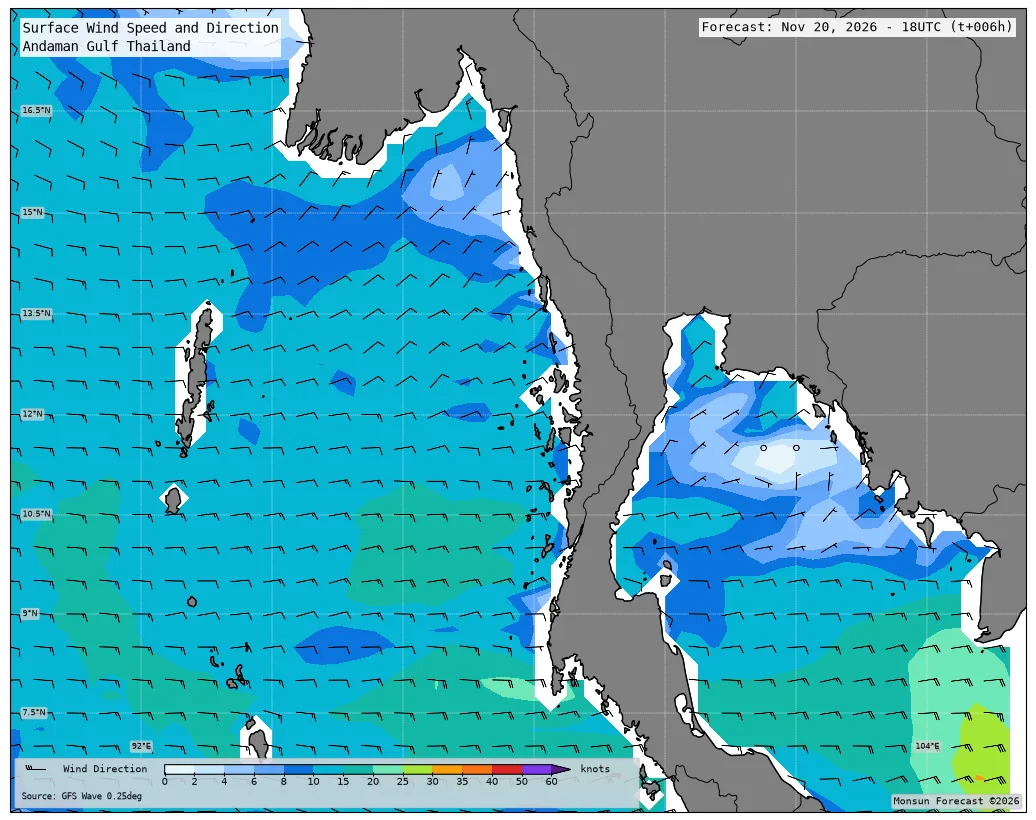 Surface Wind Speed and Direction
Andaman Gulf Thailand
Forecast: Nov 20, 2026 - 18UTC (t+006h)
16.5°N
15°N
13.5°N
12°N
10.5°N
9°N
7.5°N
92°E
104°E
Wind Direction
knots
0 2 4 6 8 10 15 20 25 30 35 40 50 60
Source: GFS Wave 0.25deg
Monsun Forecast ©2026